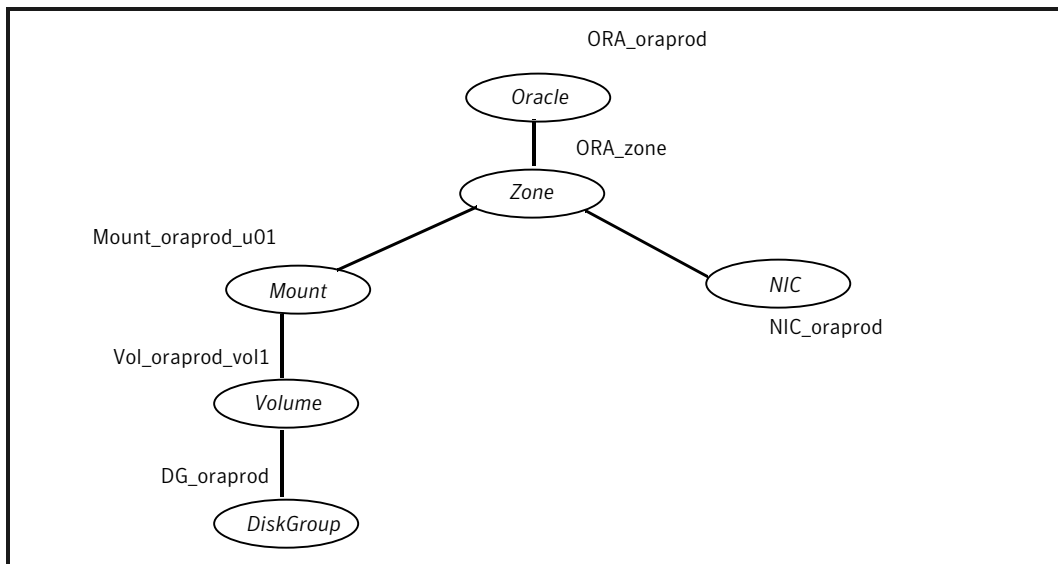 ORA_oraprod
Oracle
ORA_zone
Zone
Mount_oraprod_u01
Mount
NIC
NIC_oraprod
Vol_oraprod_vol1
Volume
DG_oraprod
DiskGroup